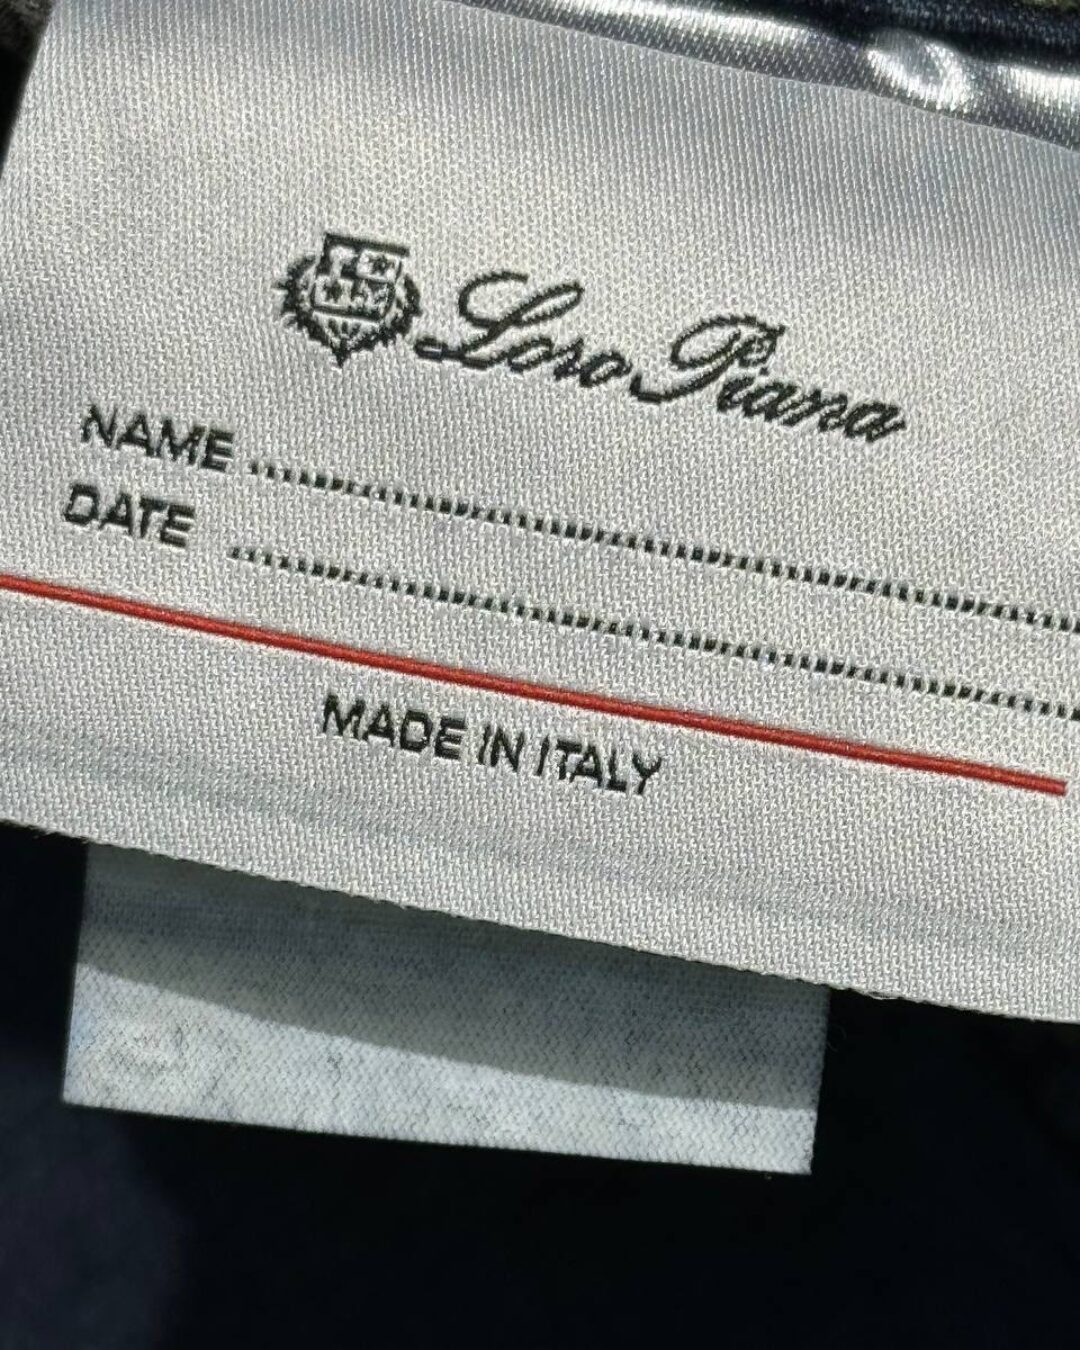 Loro Piana
NAME ........................................
DATE ........................................
MADE IN ITALY